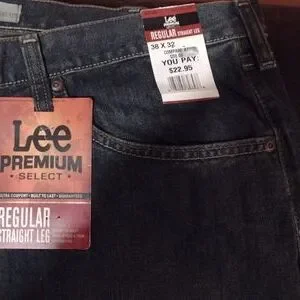 Lee
REGULAR STRAIGHT LEG
38 X 32
YOU PAY:
$22.95
Lee
PREMIUM
SELECT
REGULAR
STRAIGHT LEG